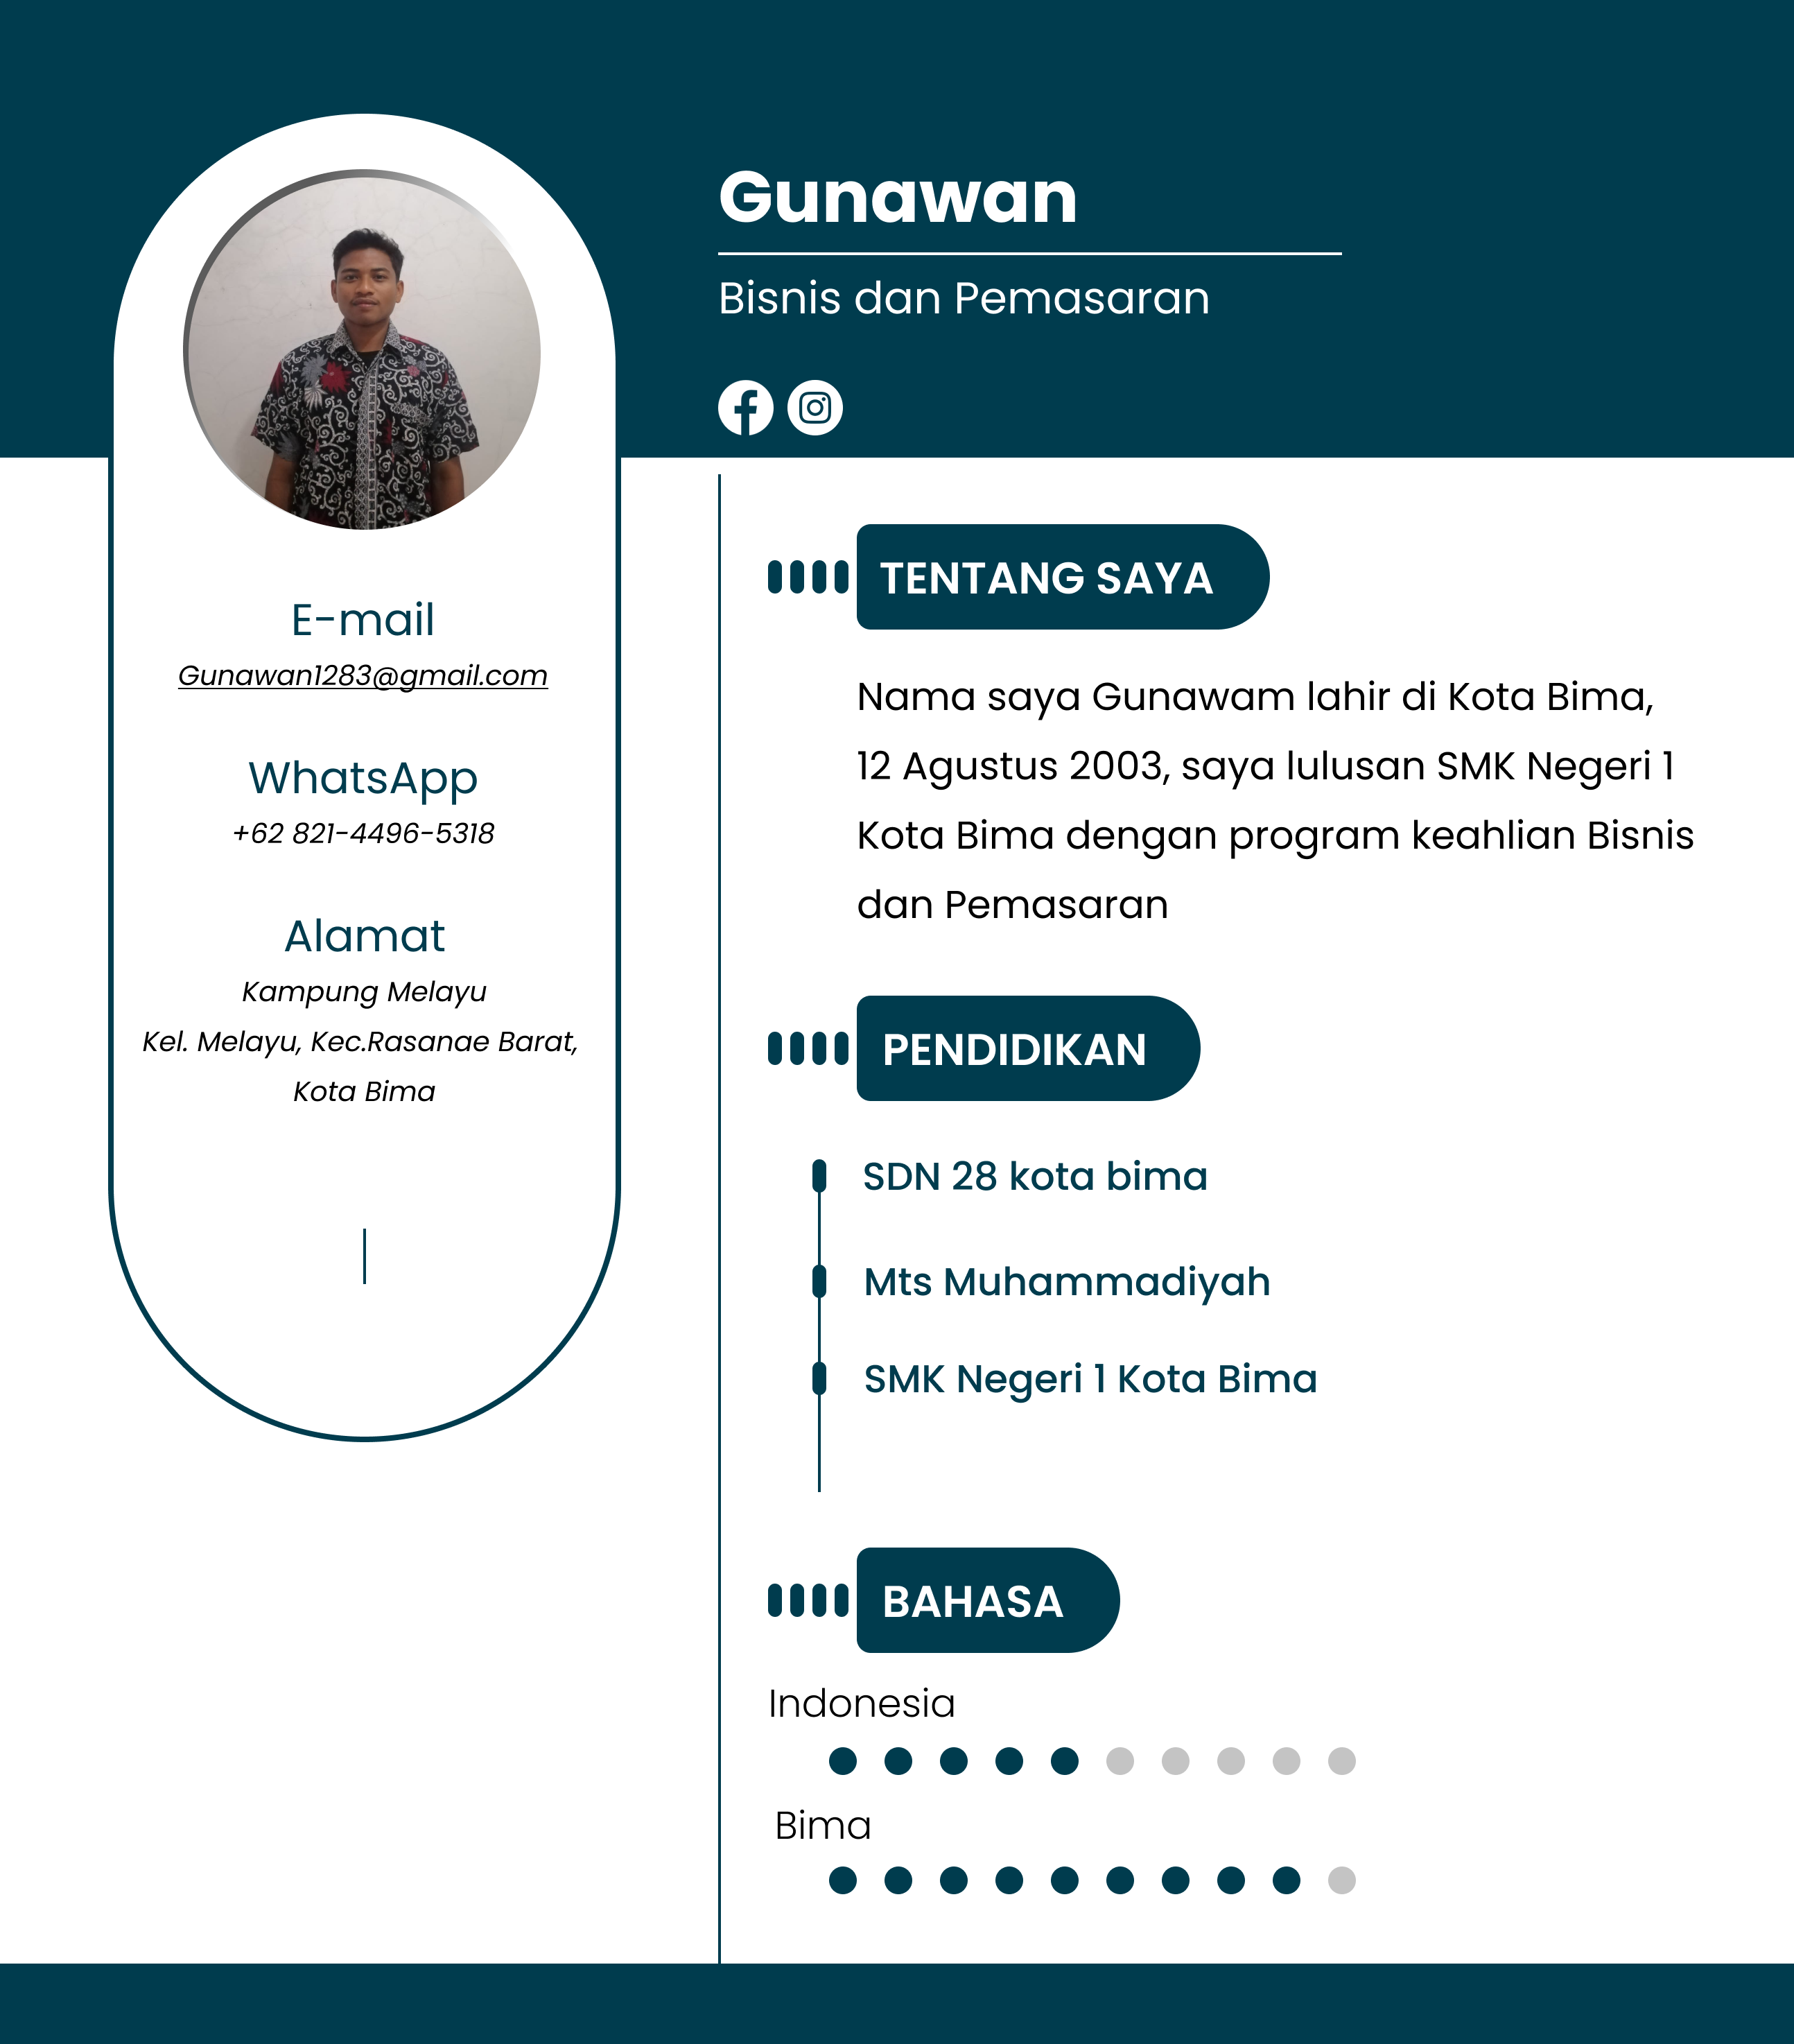 Gunawan
Bisnis dan Pemasaran
E-mail
Gunawan1283@gmail.com
WhatsApp
+62 821-4496-5318
Alamat
Kampung Melayu
Kel. Melayu, Kec.Rasanae Barat,
Kota Bima
TENTANG SAYA
Nama saya Gunawam lahir di Kota Bima,
12 Agustus 2003, saya lulusan SMK Negeri 1
Kota Bima dengan program keahlian Bisnis
dan Pemasaran
PENDIDIKAN
SDN 28 kota bima
Mts Muhammadiyah
SMK Negeri 1 Kota Bima
BAHASA
Indonesia
Bima